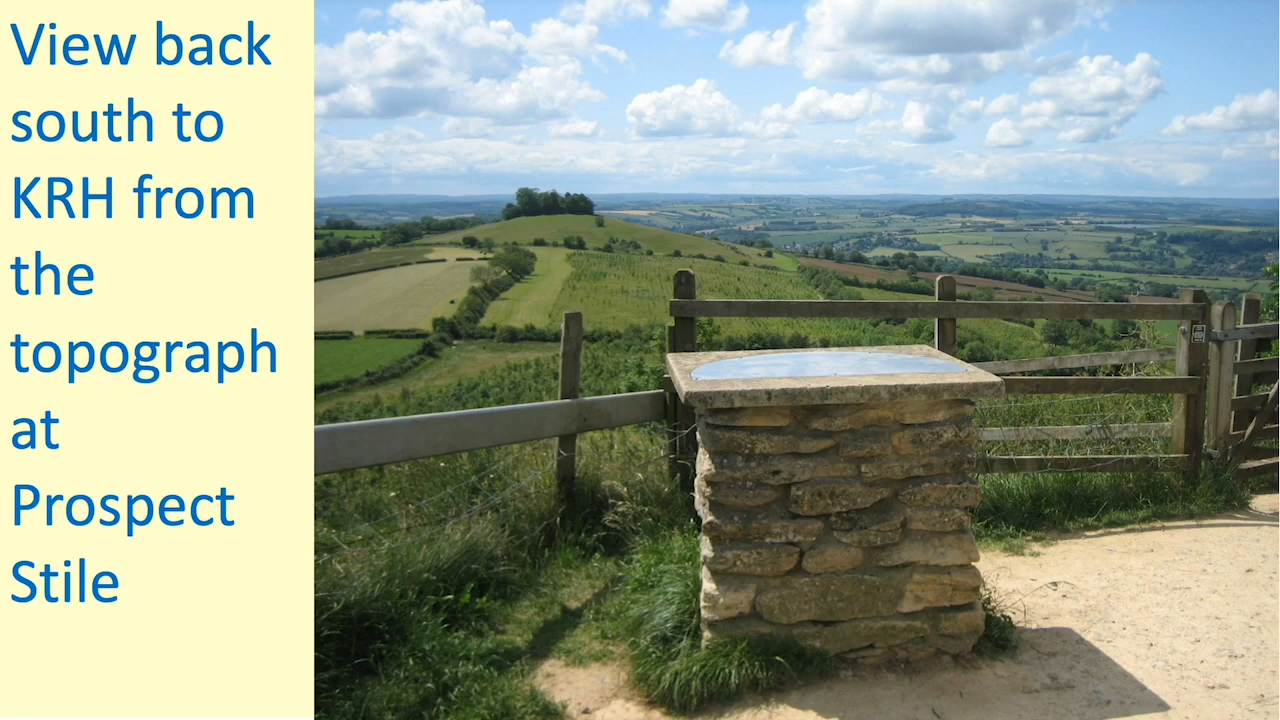 View back
south to
KRH from
the
topograph
at
Prospect
Stile